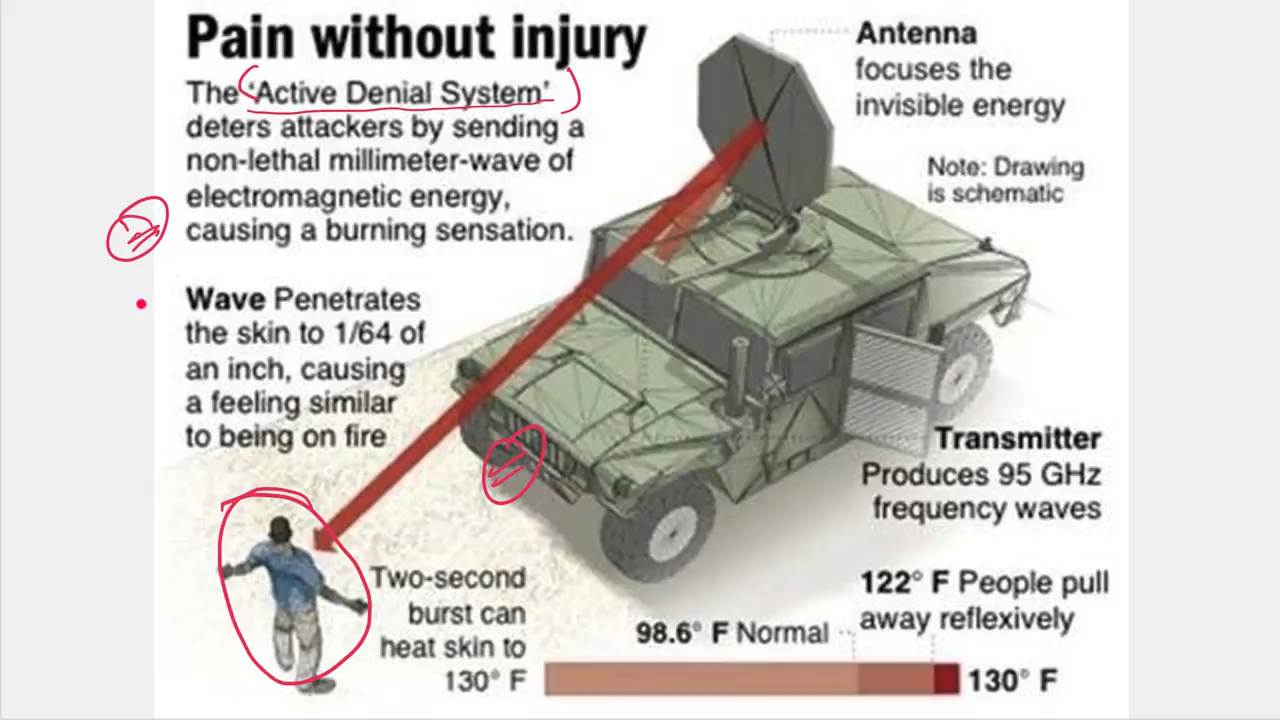 Pain without injury
The 'Active Denial System'
deters attackers by sending a
non-lethal millimeter-wave of
electromagnetic energy,
causing a burning sensation.
Antenna
focuses the
invisible energy
Note: Drawing
is schematic
Wave Penetrates
the skin to 1/64 of
an inch, causing
a feeling similar
to being on fire
Transmitter
Produces 95 GHz
frequency waves
Two-second
burst can
heat skin to
130° F
98.6° F Normal
122° F People pull
away reflexively
130° F